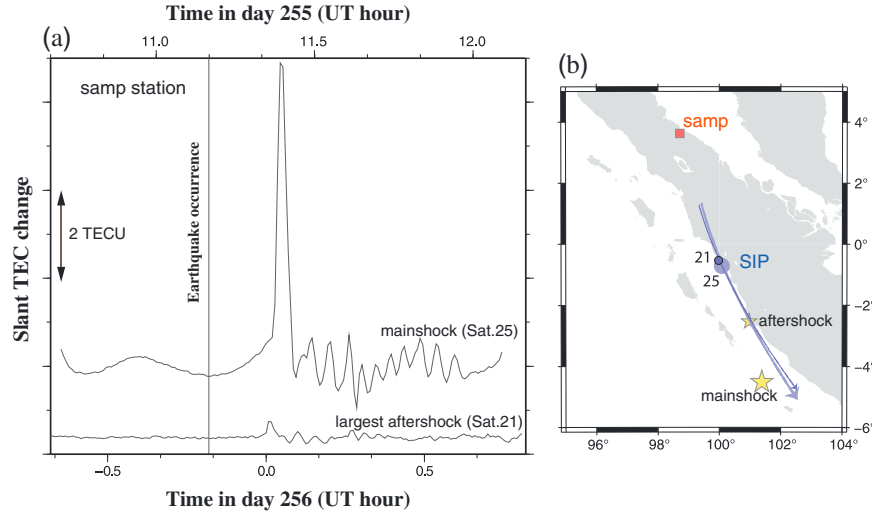 Time in day 255 (UT hour)
(a)
11.0
11.5
12.0
samp station
Earthquake occurrence
Slant TEC change
2 TECU
mainshock (Sat.25)
largest aftershock (Sat.21)
−0.5
0.0
0.5
Time in day 256 (UT hour)
(b)
samp
21
SIP
25
aftershock
mainshock
4°
2°
0°
−2°
−4°
−6°
96°
98°
100°
102°
104°